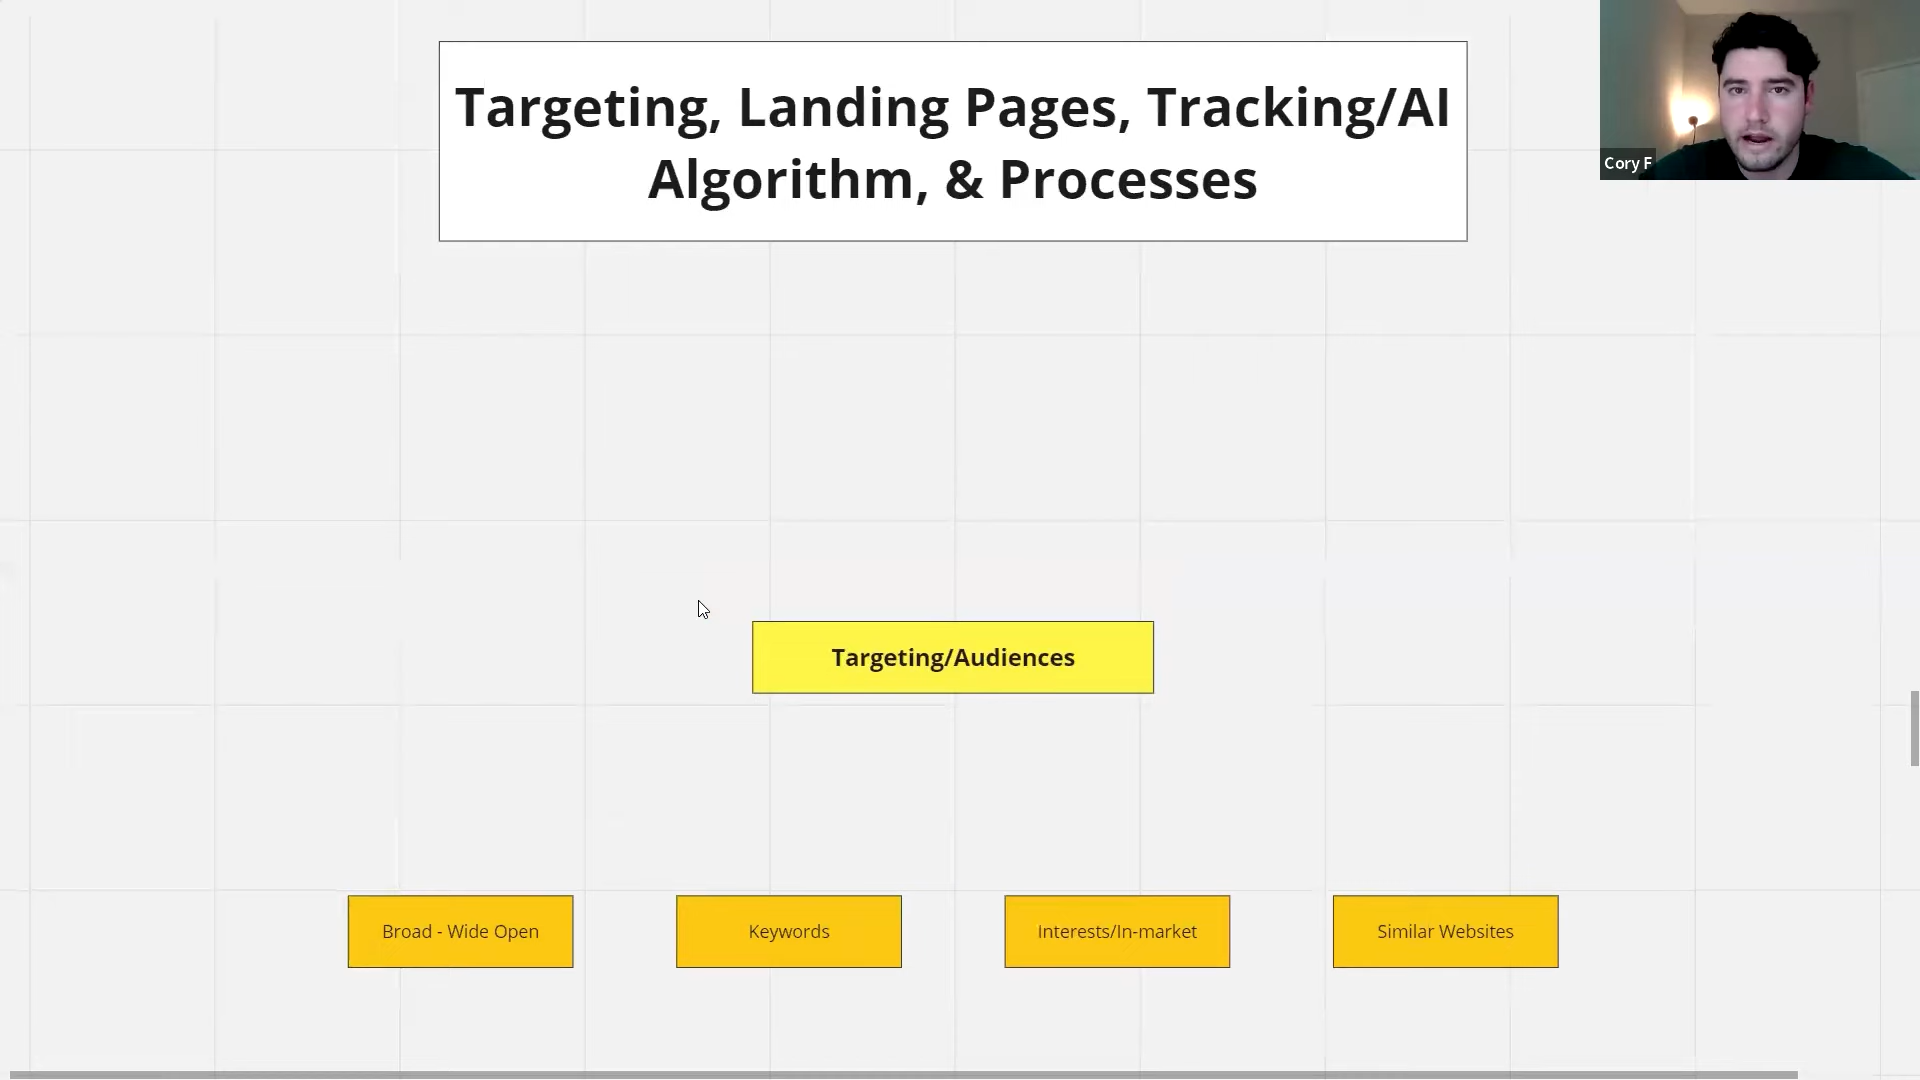 Targeting, Landing Pages, Tracking/AI
Algorithm, & Processes
Cory F
Targeting/Audiences
Broad - Wide Open
Keywords
Interests/In-market
Similar Websites